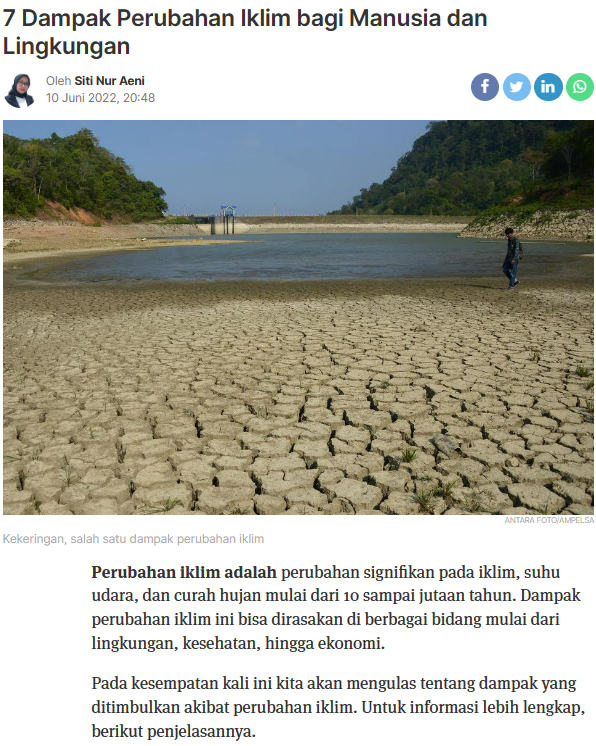 7 Dampak Perubahan Iklim bagi Manusia dan
Lingkungan
Oleh Siti Nur Aeni
10 Juni 2022, 20:48
ANTARA FOTO/AMPELSA
Kekeringan, salah satu dampak perubahan iklim
Perubahan iklim adalah perubahan signifikan pada iklim, suhu
udara, dan curah hujan mulai dari 10 sampai jutaan tahun. Dampak
perubahan iklim ini bisa dirasakan di berbagai bidang mulai dari
lingkungan, kesehatan, hingga ekonomi.
Pada kesempatan kali ini kita akan mengulas tentang dampak yang
ditimbulkan akibat perubahan iklim. Untuk informasi lebih lengkap,
berikut penjelasannya.